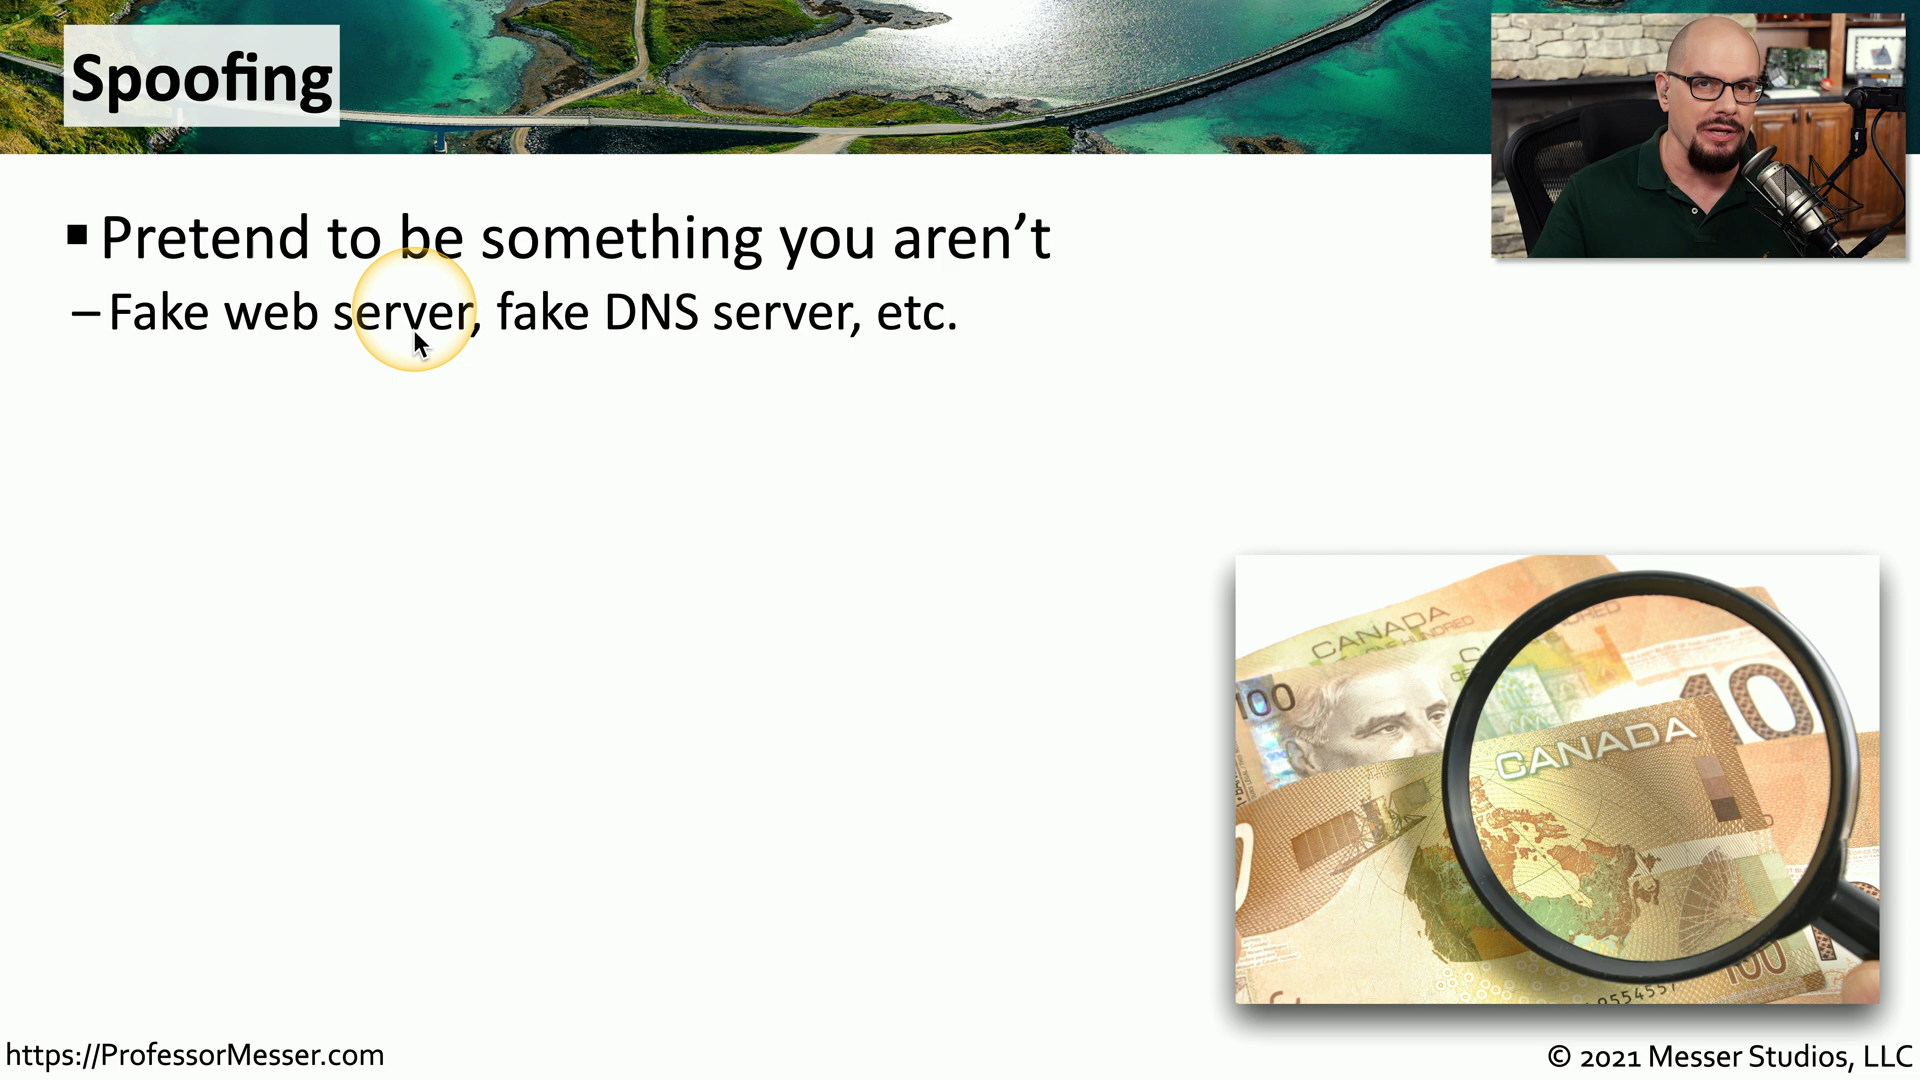 Spoofing
Pretend to be something you aren’t
– Fake web server, fake DNS server, etc.
CANADA
100
CANADA
10
100
https://ProfessorMesser.com
© 2021 Messer Studios, LLC